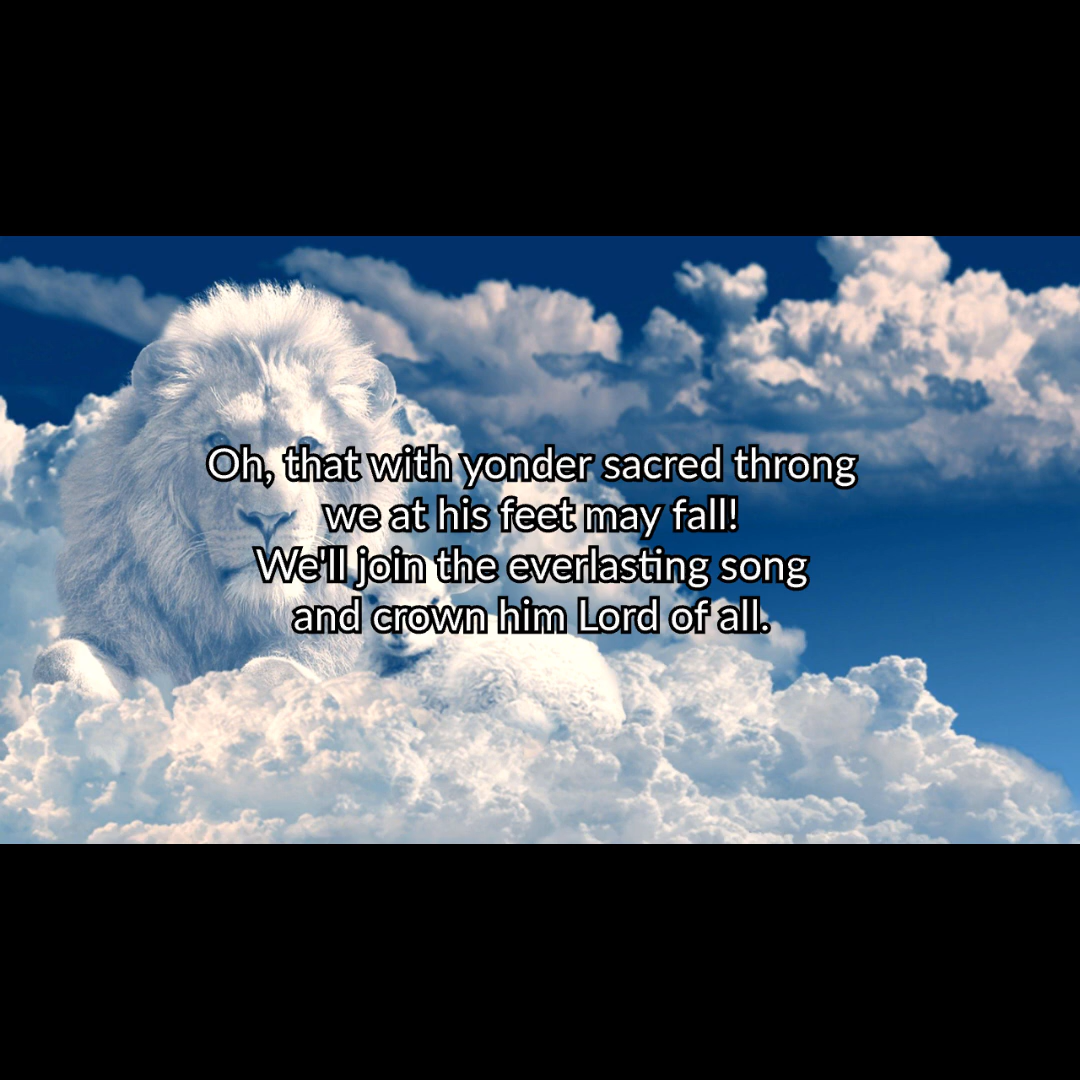 Oh, that with yonder sacred throng
we at his feet may fall!
We'll join the everlasting song
and crown him Lord of all.